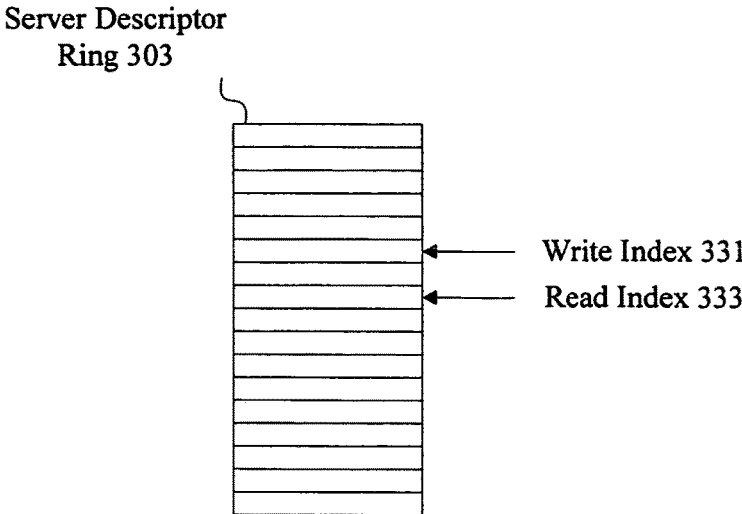 Server Descriptor
Ring 303
Write Index 331
Read Index 333